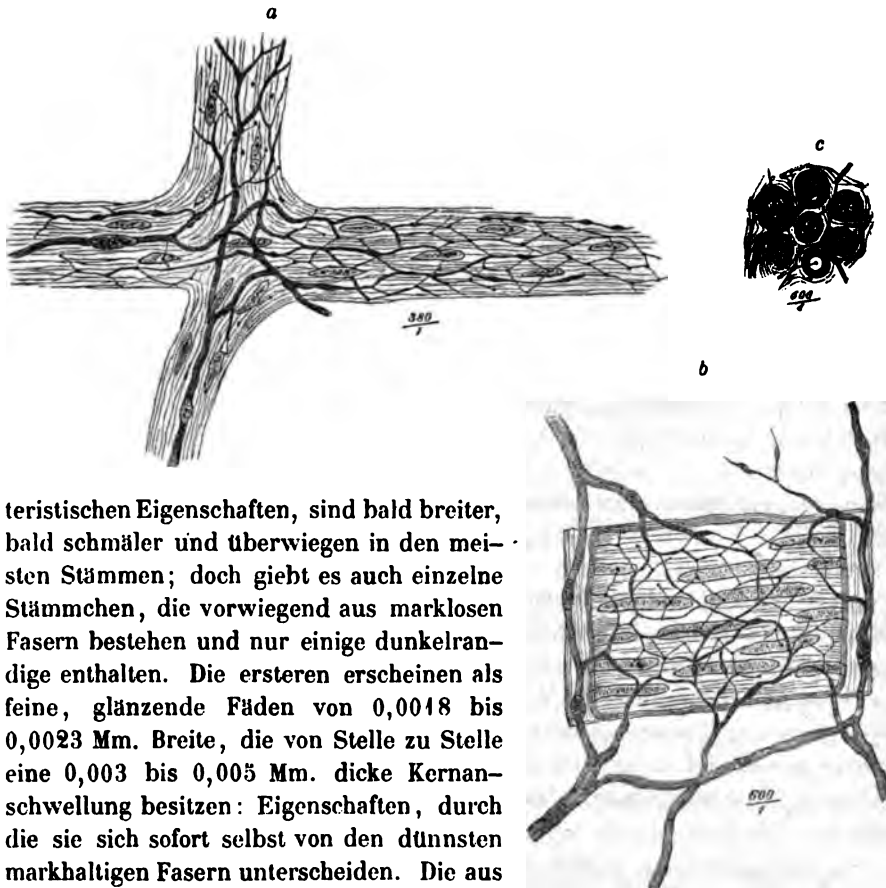 a
c
380/1
600/1
b
teristischen Eigenschaften, sind bald breiter,
bald schmäler und überwiegen in den mei-
sten Stämmen; doch giebt es auch einzelne
Stämmchen, die vorwiegend aus marklosen
Fasern bestehen und nur einige dunkelran-
dige enthalten. Die ersteren erscheinen als
feine, glänzende Fäden von 0,0018 bis
0,0023 Mm. Breite, die von Stelle zu Stelle
eine 0,003 bis 0,005 Mm. dicke Kernan-
schwellung besitzen: Eigenschaften, durch
die sie sich sofort selbst von den dünnsten
markhaltigen Fasern unterscheiden. Die aus
600/1